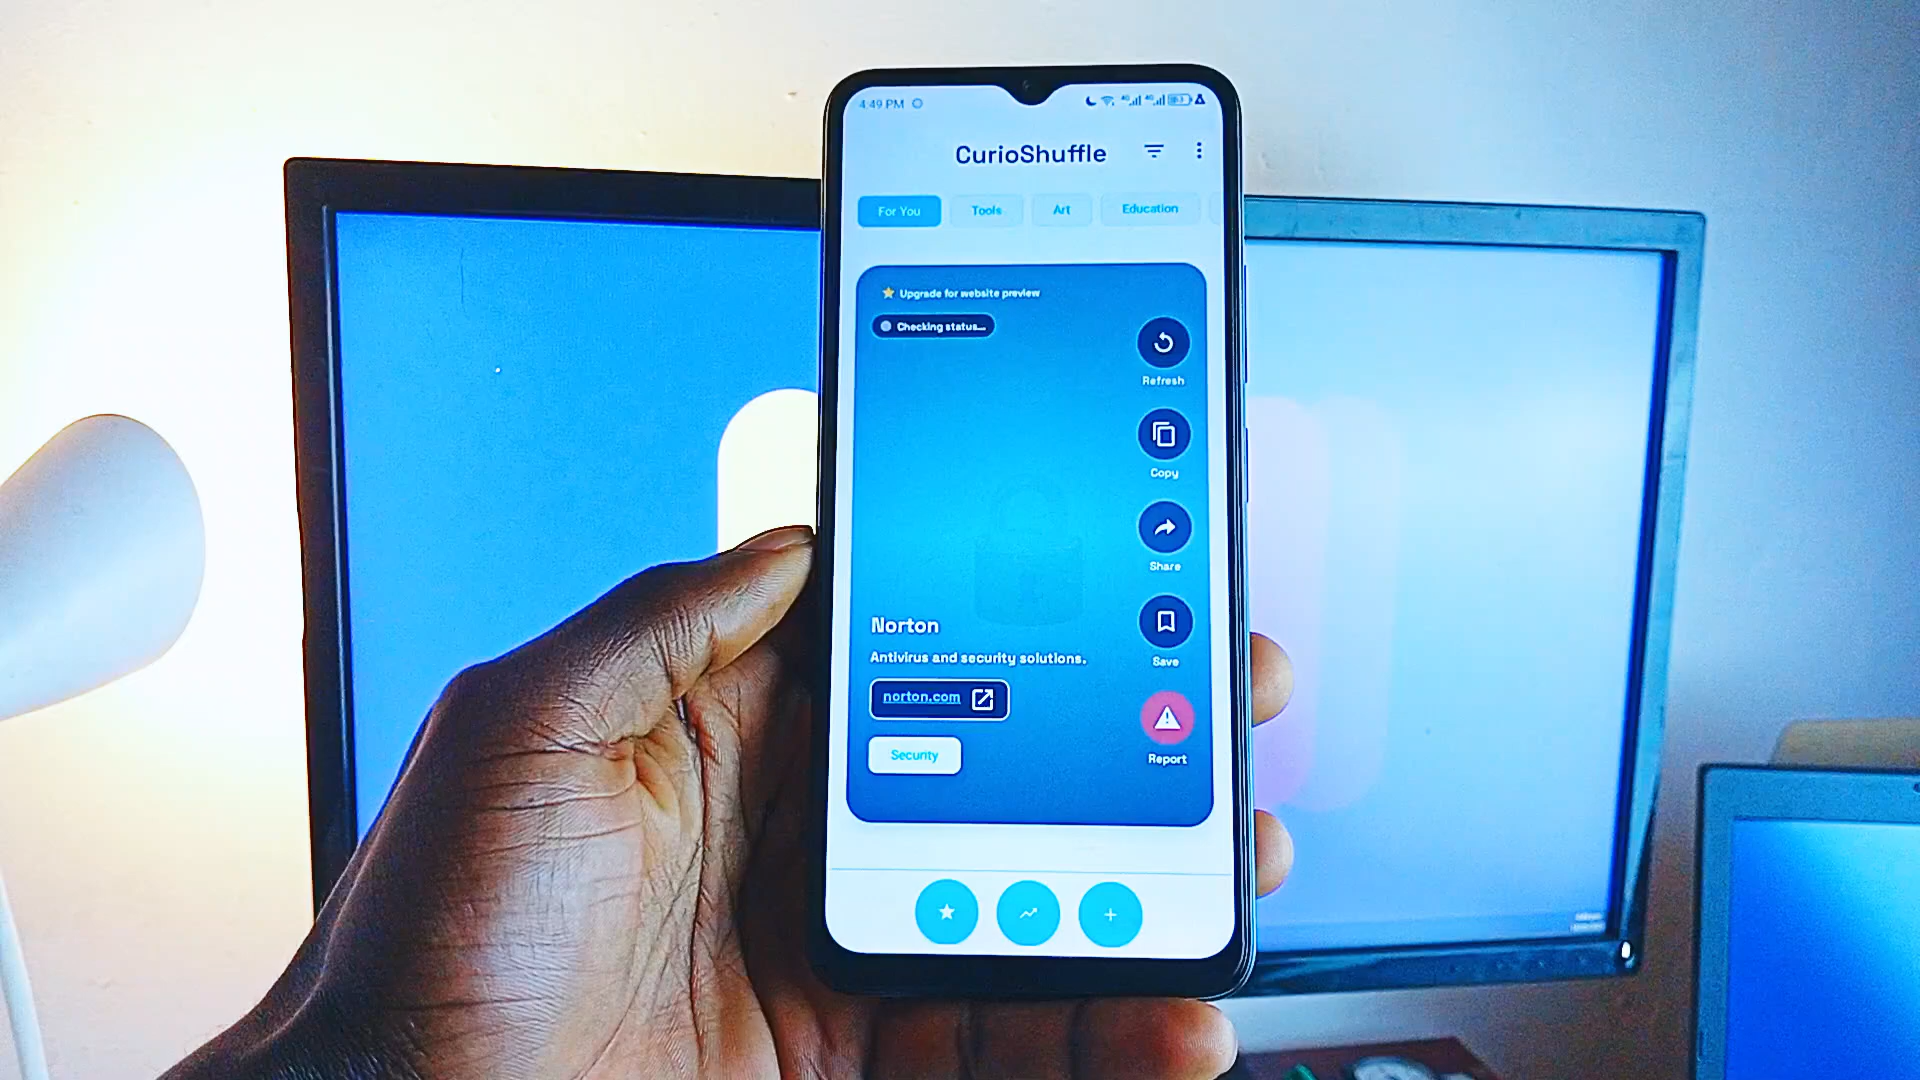 4:49 PM
CurioShuffle
For You
Tools
Art
Education
Upgrade for website preview
Checking status...
Refresh
Copy
Share
Norton
Antivirus and security solutions.
Save
norton.com
Security
Report